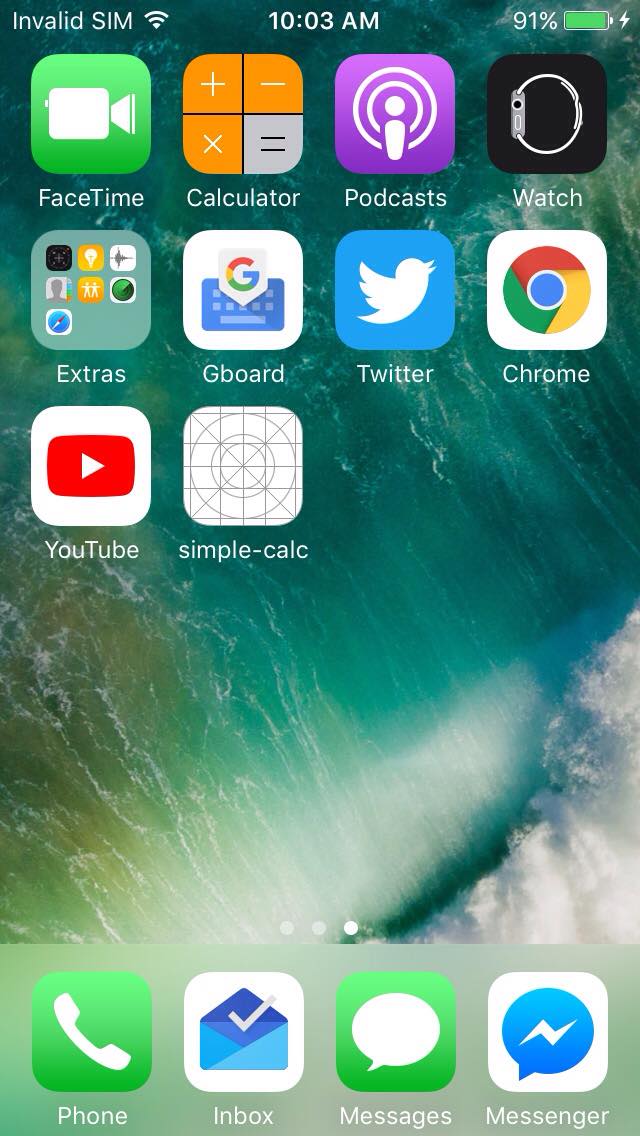 Invalid SIM 10:03 AM 91%
FaceTime Calculator Podcasts Watch
Extras Gboard Twitter Chrome
YouTube simple-calc
Phone Inbox Messages Messenger